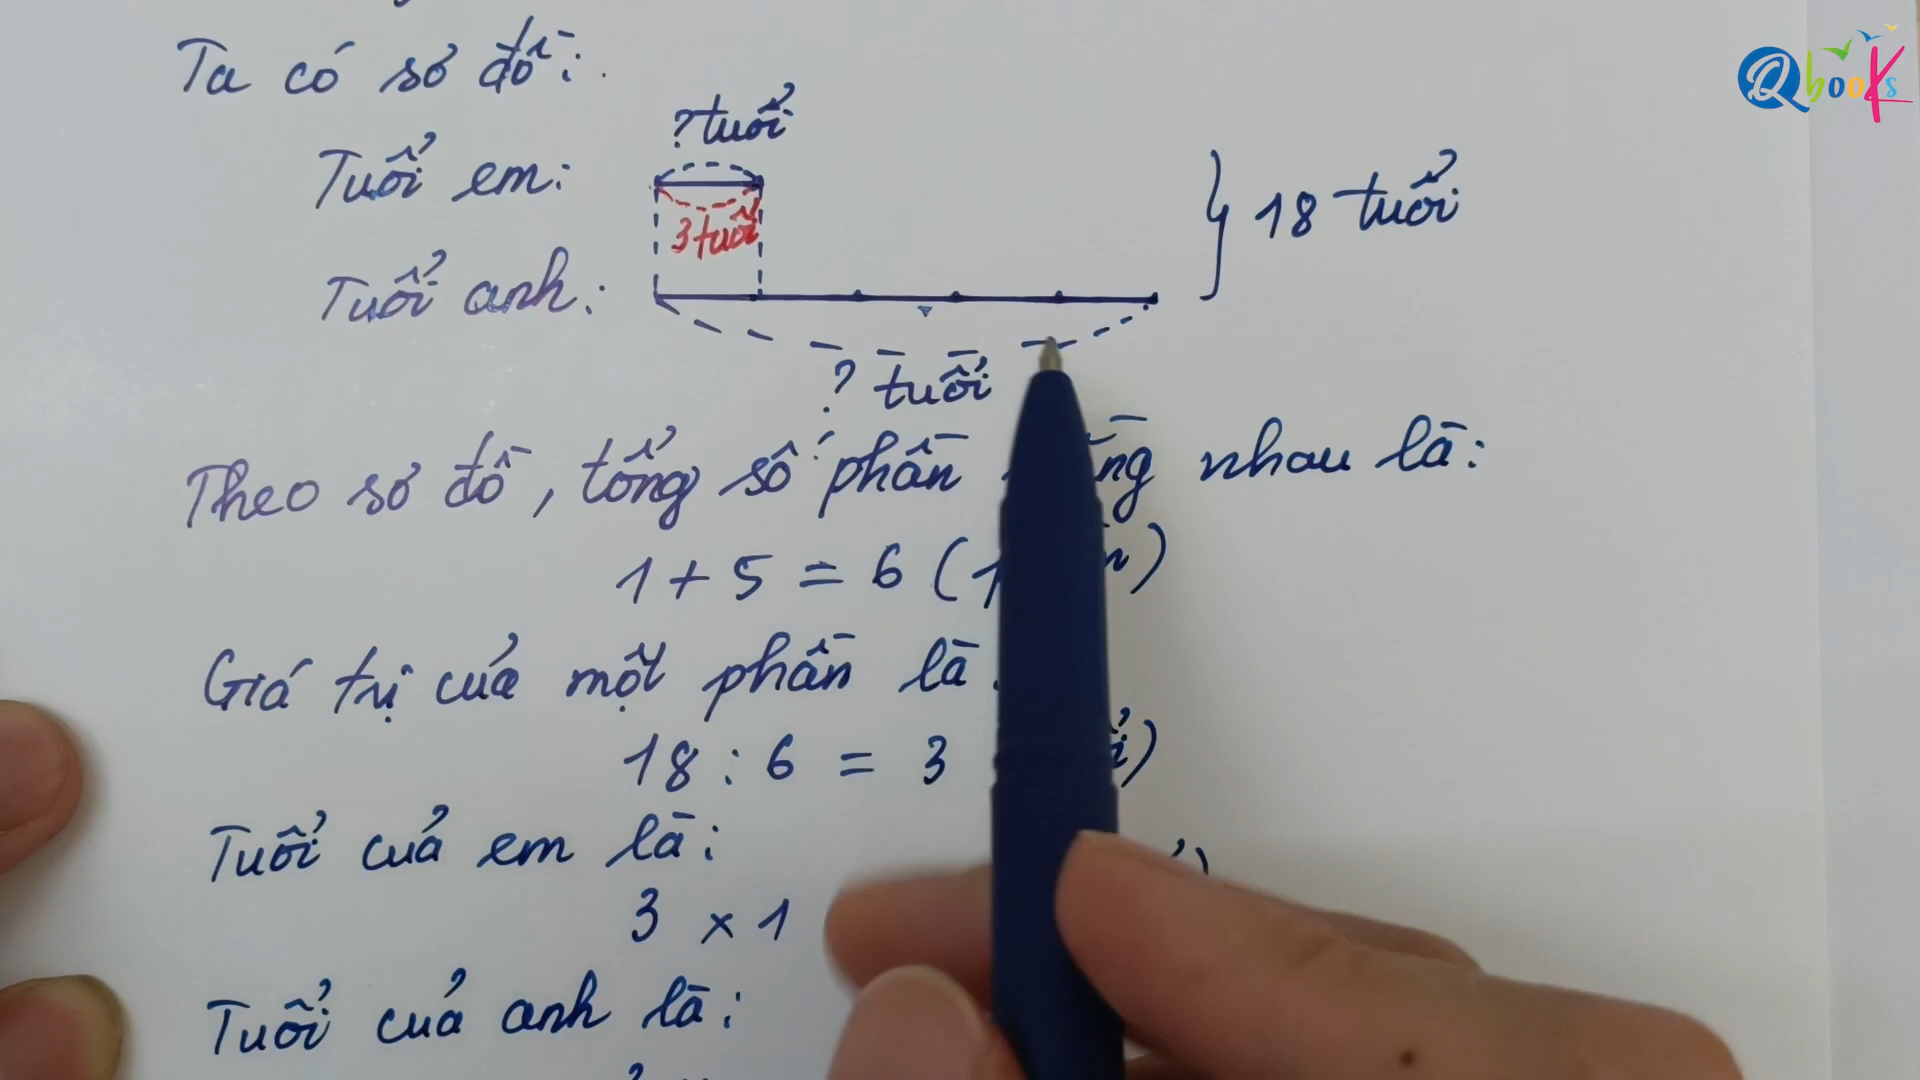 Ta có sơ đồ:
Qbooks
? tuổi
Tuổi em:
3 tuổi
18 tuổi
Tuổi anh:
? tuổi
Theo sơ đồ, tổng số phần nhau là:
1 + 5 = 6
Giá trị của một phần là
18 : 6 = 3
Tuổi của em là:
3 × 1
Tuổi của anh là: